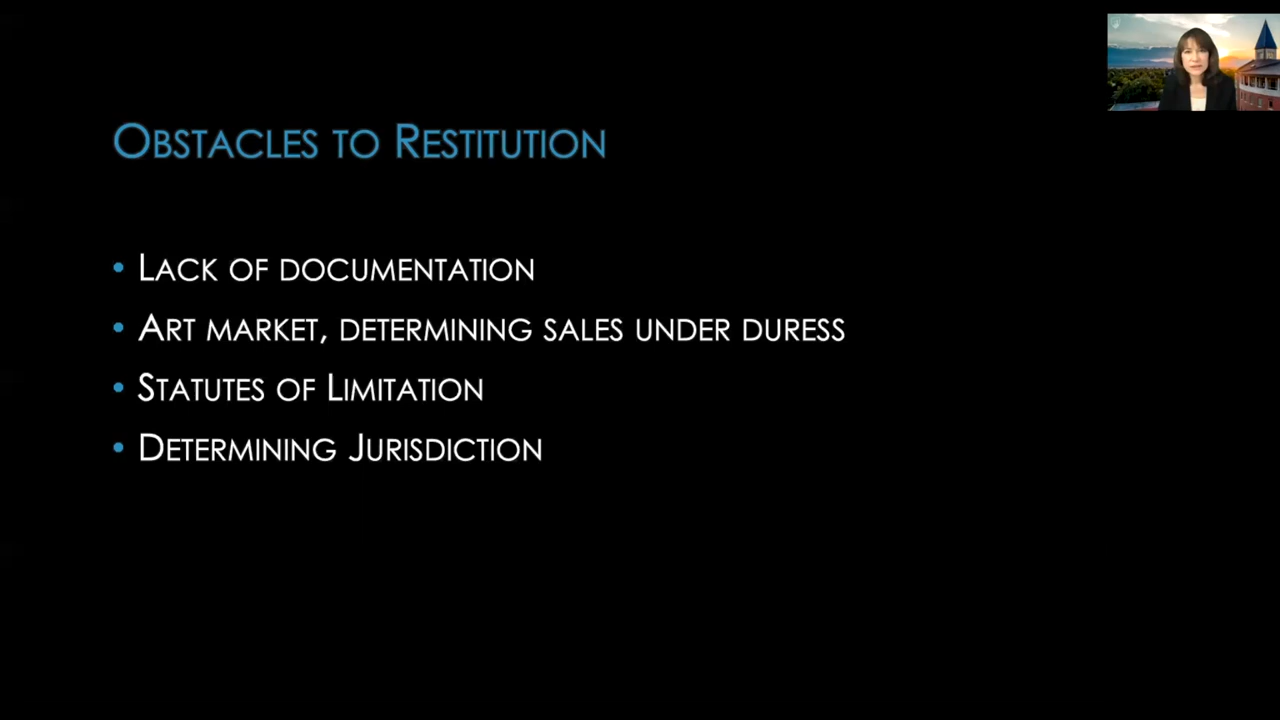 Obstacles to Restitution
• Lack of documentation
• Art market, determining sales under duress
• Statutes of Limitation
• Determining Jurisdiction